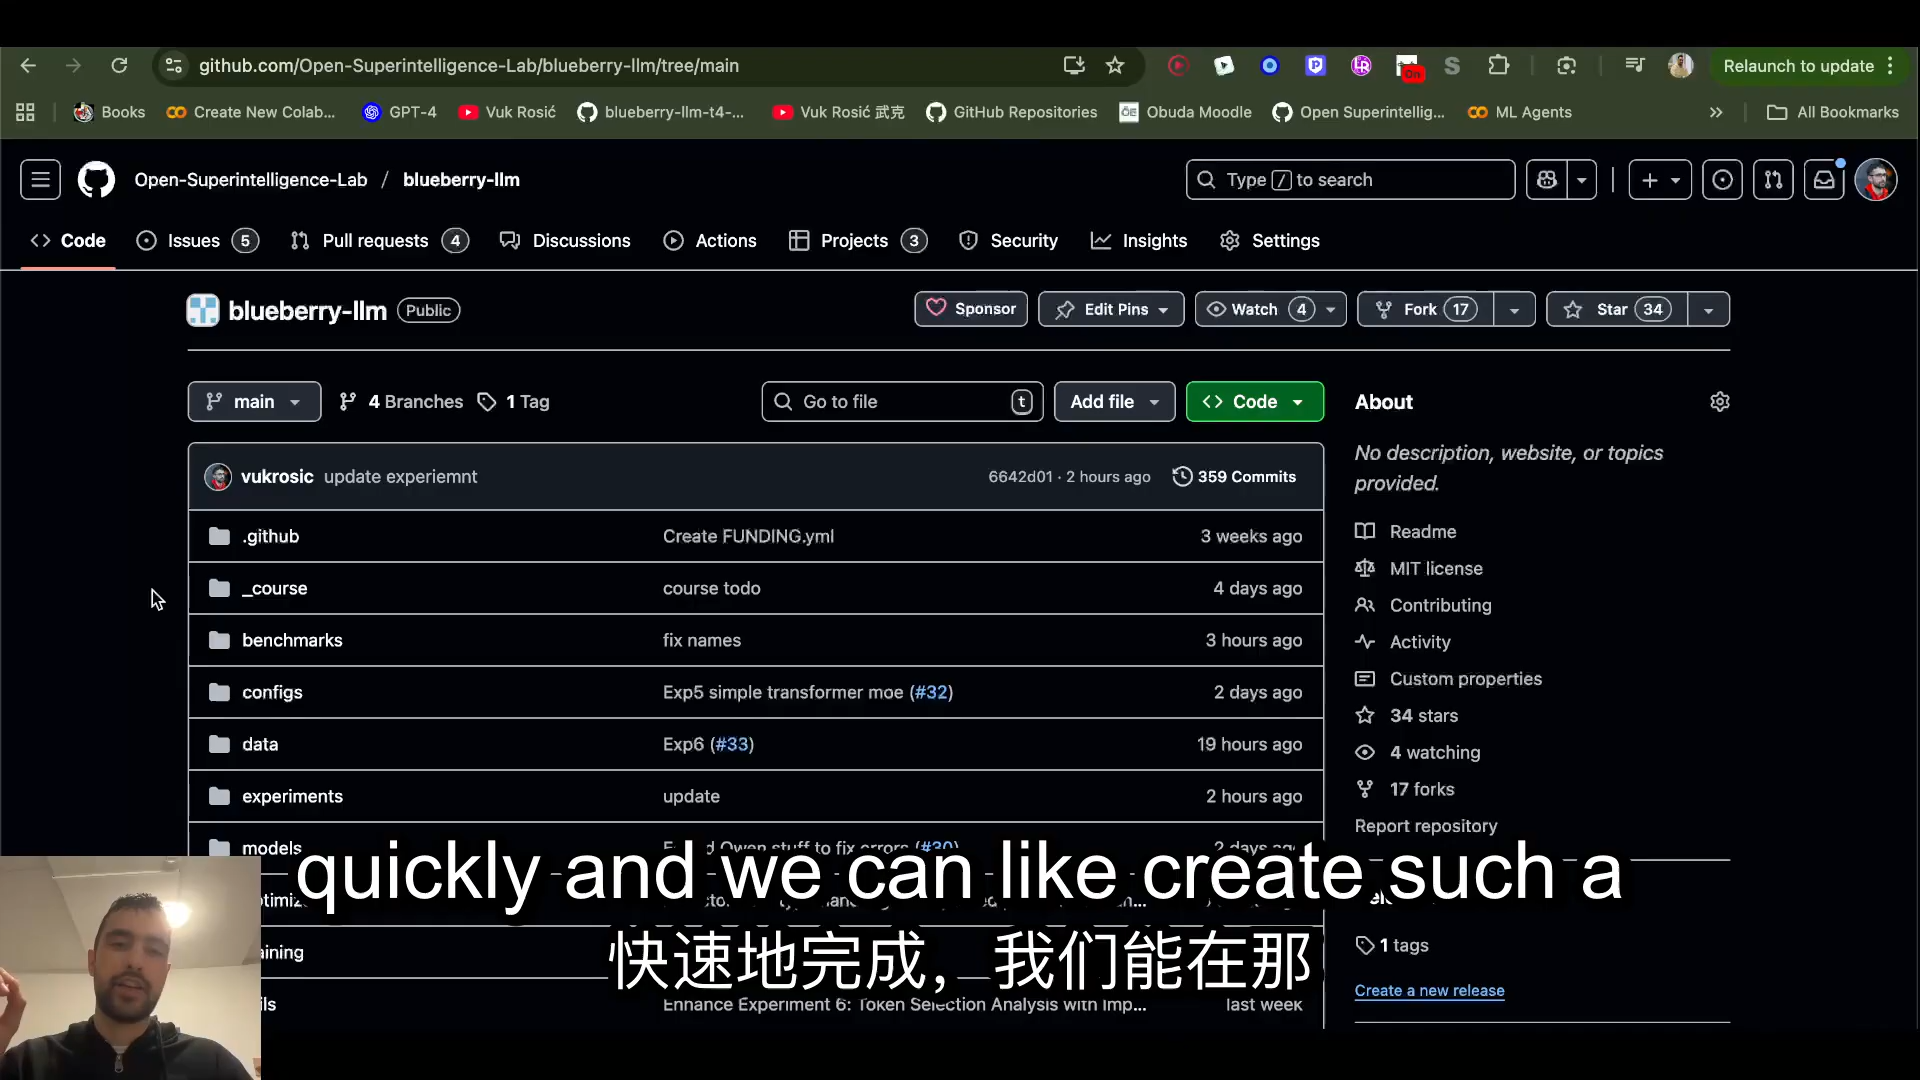 github.com/Open-Superintelligence-Lab/blueberry-llm/tree/main
On
Relaunch to update
Books
Create New Colab...
GPT-4
Vuk Rosić
blueberry-llm-t4-...
Vuk Rosić 武克
GitHub Repositories
Obuda Moodle
Open Superintellig...
ML Agents
All Bookmarks
Open-Superintelligence-Lab / blueberry-llm
Type / to search
Code
Issues 5
Pull requests 4
Discussions
Actions
Projects 3
Security
Insights
Settings
blueberry-llm Public
Sponsor
Edit Pins
Watch 4
Fork 17
Star 34
main
4 Branches
1 Tag
Go to file t
Add file
Code
About
No description, website, or topics
provided.
vukrosic update experiemnt 6642d01 · 2 hours ago 359 Commits
.github Create FUNDING.yml 3 weeks ago
_course course todo 4 days ago
benchmarks fix names 3 hours ago
configs Exp5 simple transformer moe (#32) 2 days ago
data Exp6 (#33) 19 hours ago
experiments update 2 hours ago
models
Readme
MIT license
Contributing
Activity
Custom properties
34 stars
4 watching
17 forks
Report repository
quickly and we can like create such a
快速地完成，我们能在那
Enhance Experiment 6: Token Selection Analysis with Imp... last week
1 tags
Create a new release